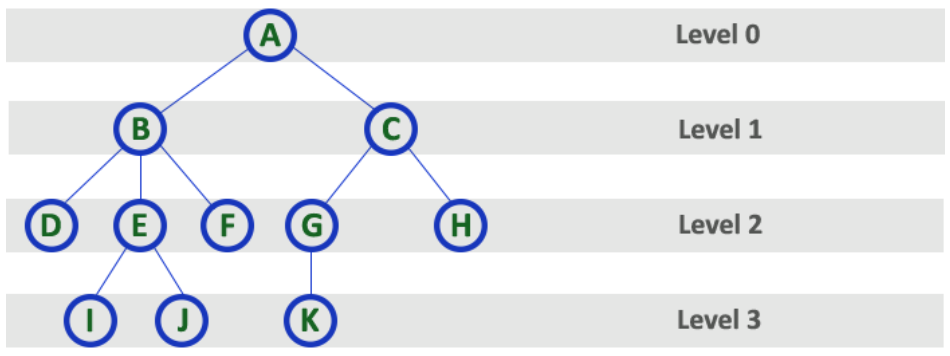 A Level 0
B C Level 1
D E F G H Level 2
I J K Level 3